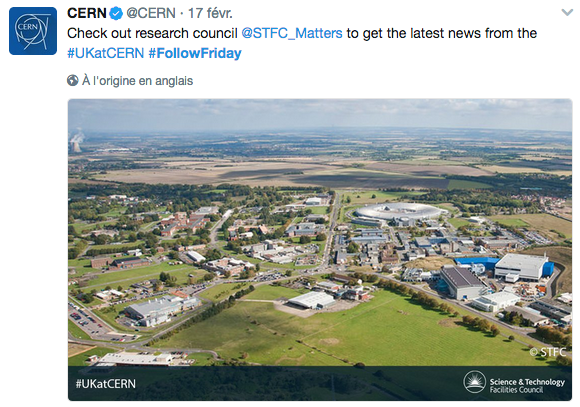 CERN @CERN · 17 févr.
Check out research council @STFC_Matters to get the latest news from the
#UKatCERN #FollowFriday
À l'origine en anglais
CERN
© STFC
#UKatCERN
Science & Technology
Facilities Council